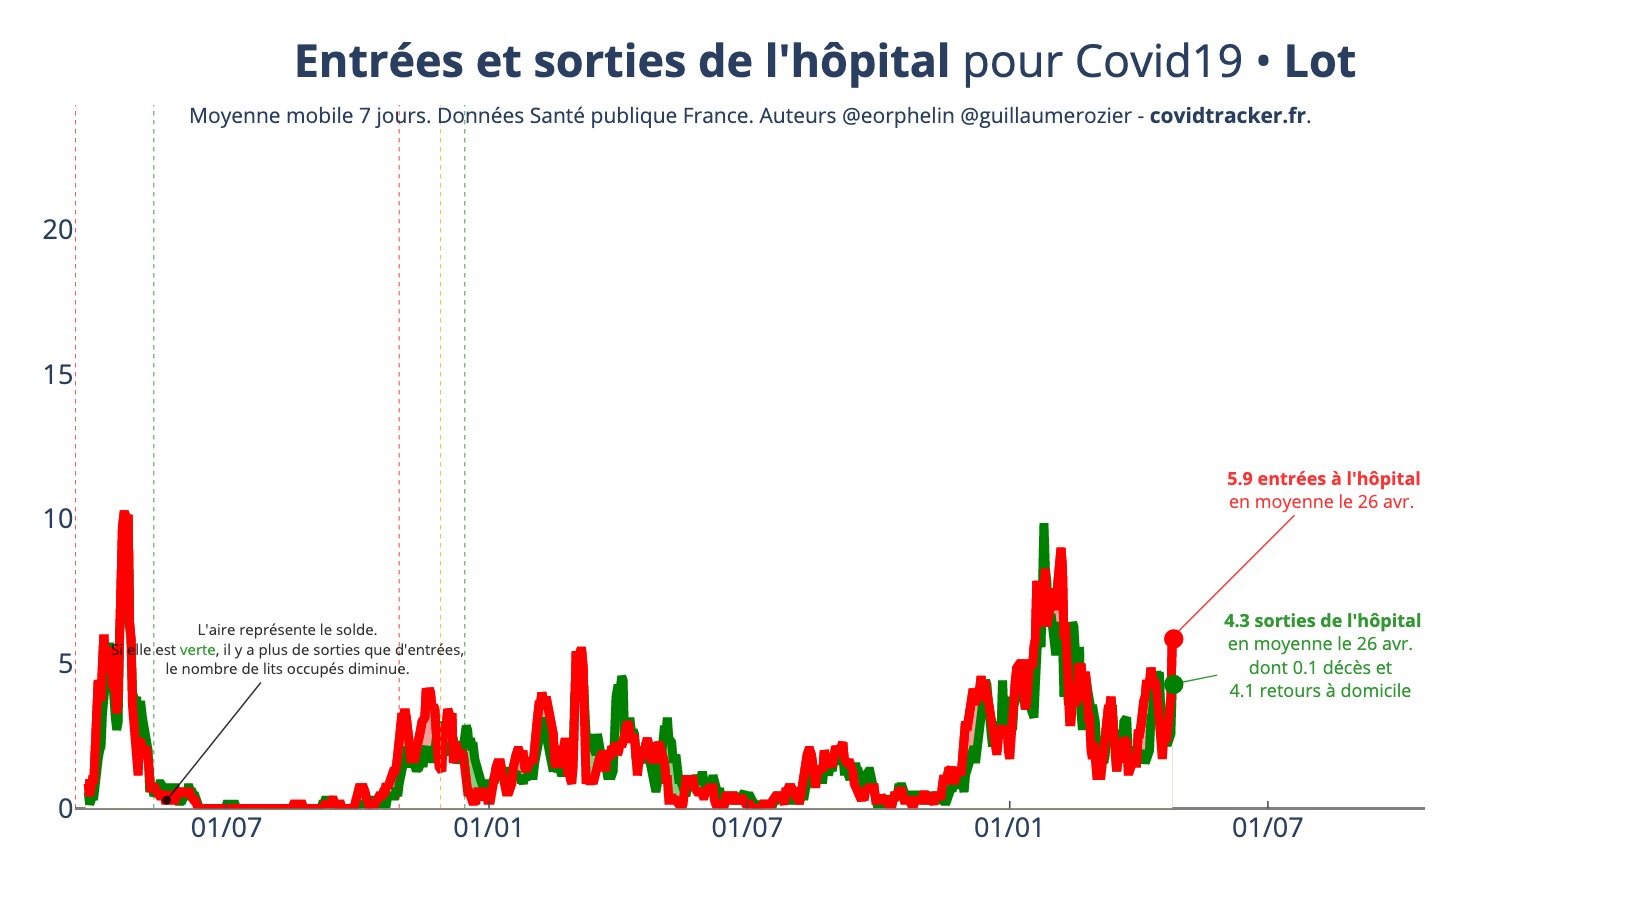 Entrées et sorties de l'hôpital pour Covid19 • Lot
Moyenne mobile 7 jours. Données Santé publique France. Auteurs @eorphelin @guillaumerozier - covidtracker.fr.
20
15
10
5
0
L'aire représente le solde.
Si elle est verte, il y a plus de sorties que d'entrées,
le nombre de lits occupés diminue.
5.9 entrées à l'hôpital
en moyenne le 26 avr.
4.3 sorties de l'hôpital
en moyenne le 26 avr.
dont 0.1 décès et
4.1 retours à domicile
01/07
01/01
01/07
01/01
01/07